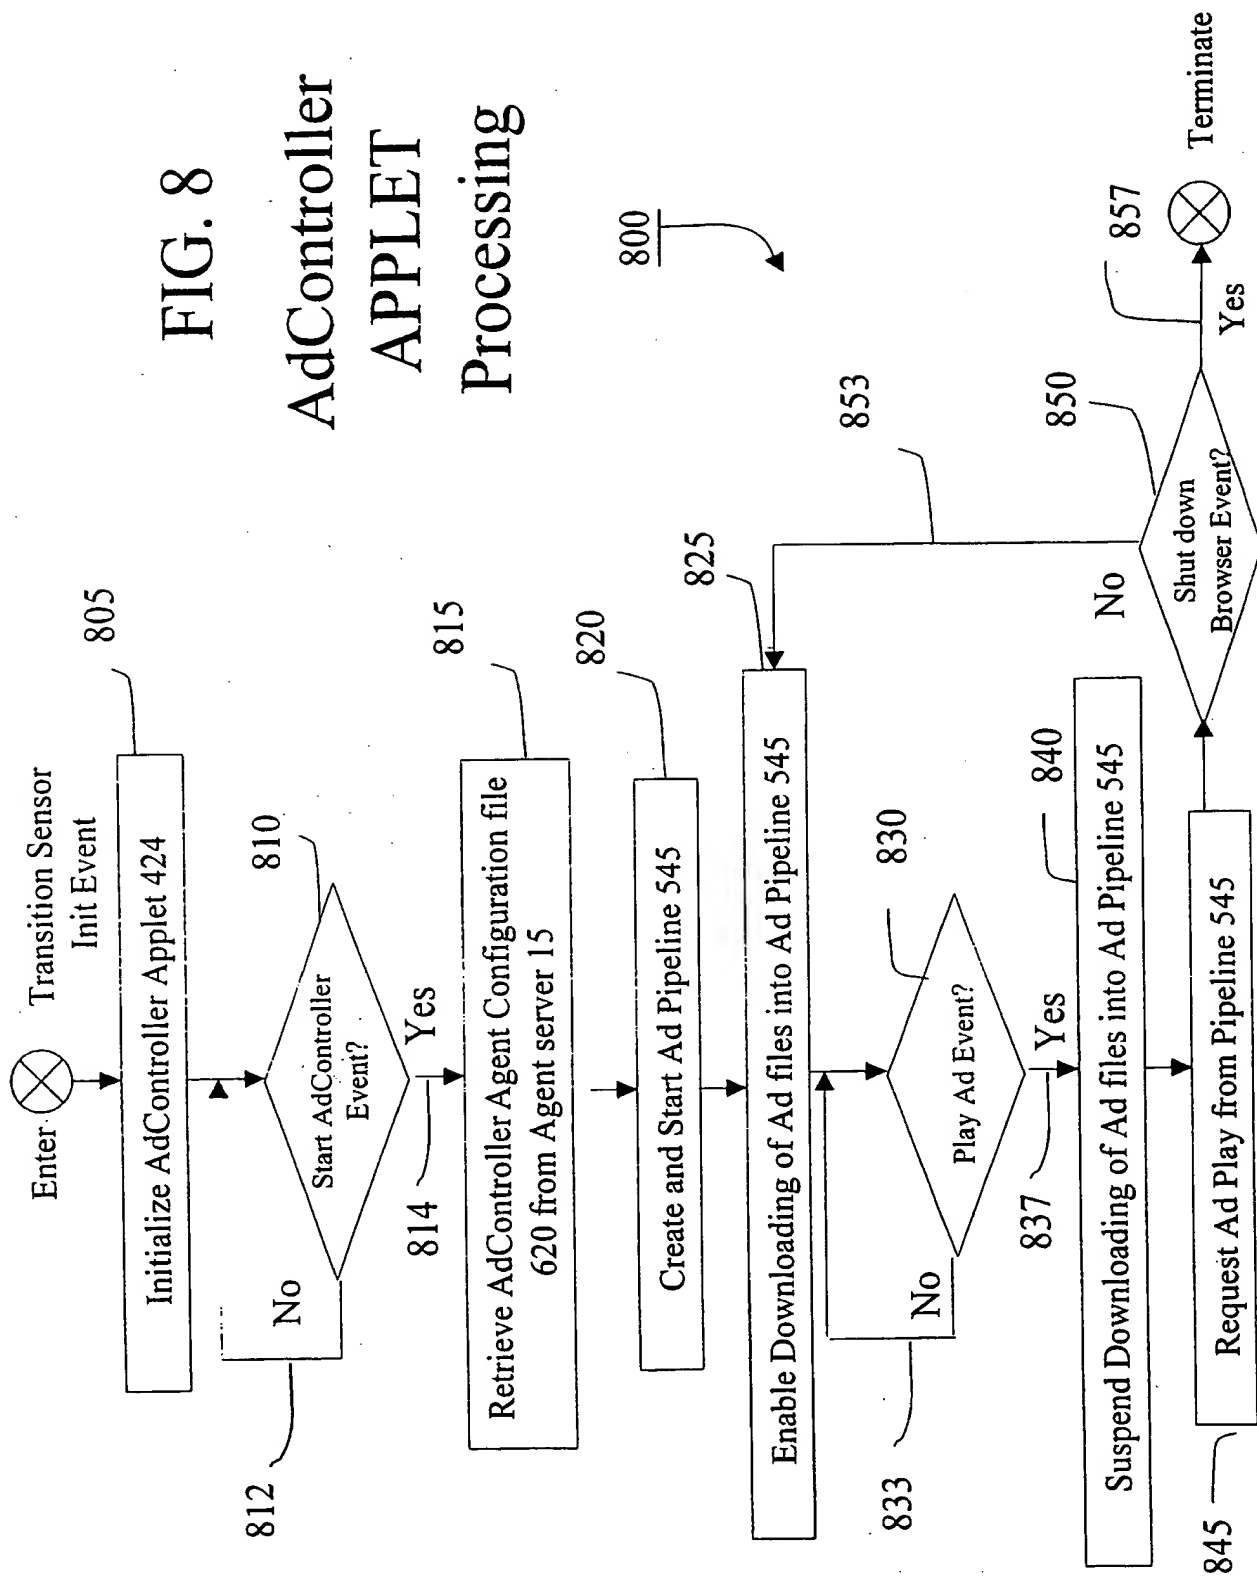 FIG. 8
AdController
APPLET
Processing
800
Enter
Transition Sensor
Init Event
805
Initialize AdController Applet 424
810
Start AdController
Event?
No
812
Yes
814
815
Retrieve AdController Agent Configuration file
620 from Agent server 15
820
Create and Start Ad Pipeline 545
825
Enable Downloading of Ad files into Ad Pipeline 545
830
Play Ad Event?
No
833
Yes
837
840
Suspend Downloading of Ad files into Ad Pipeline 545
Request Ad Play from Pipeline 545
845
850
Shut down
Browser Event?
No
853
Yes
857
Terminate